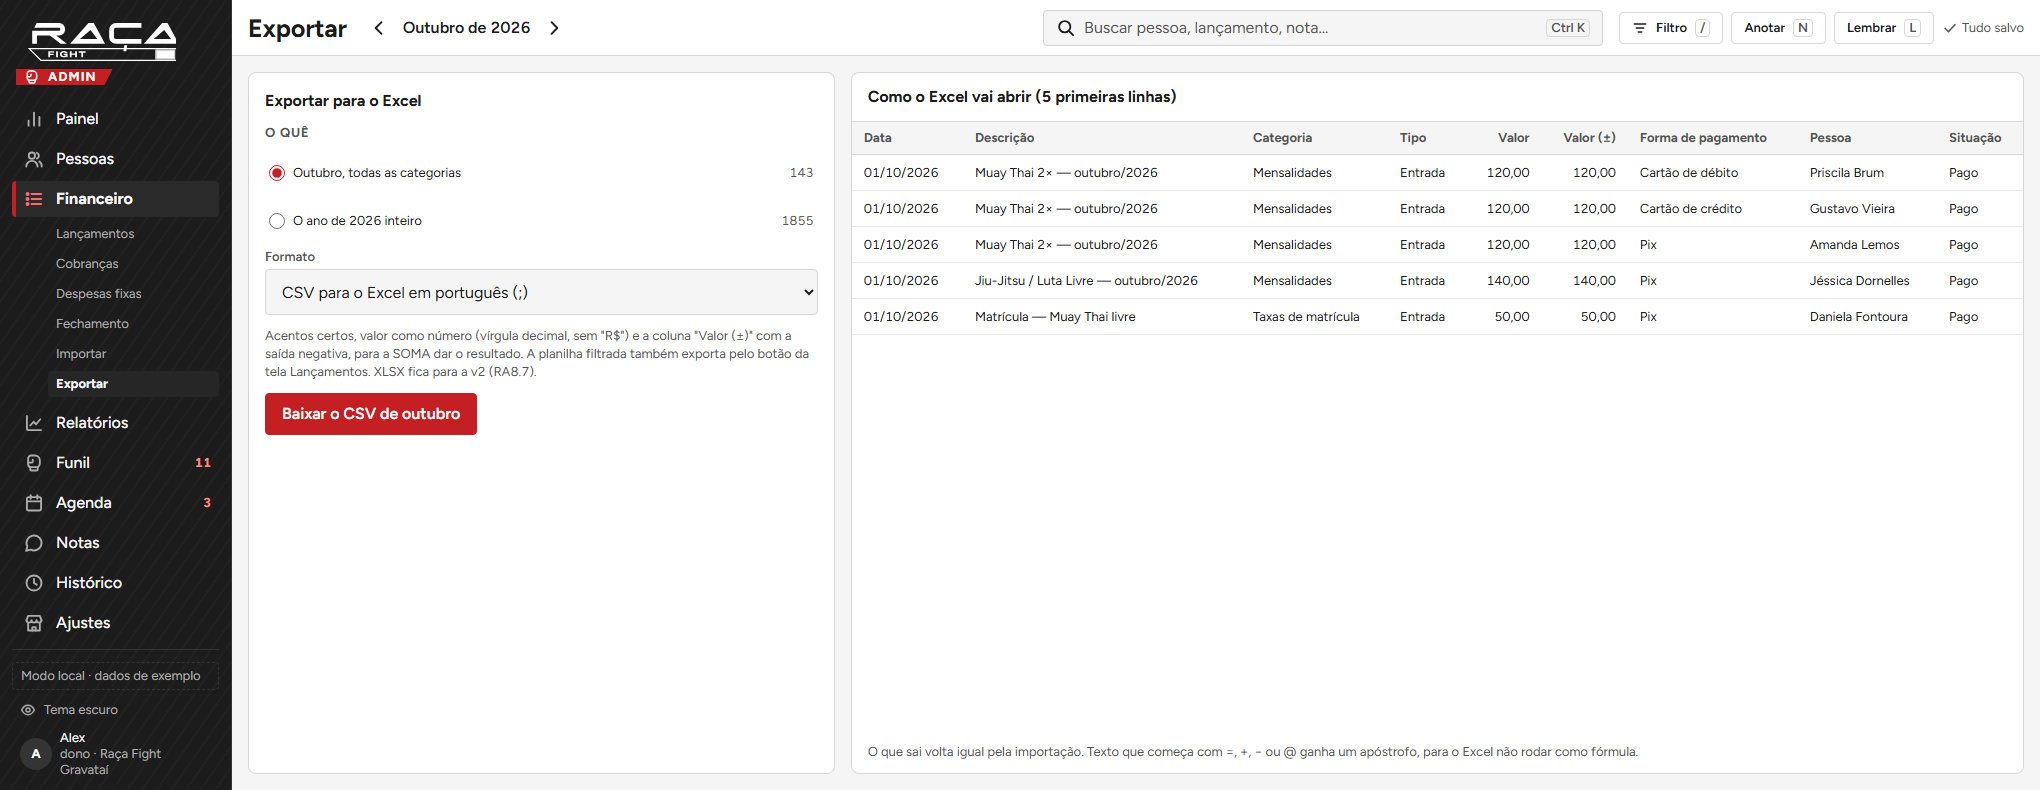 RAÇA
FIGHT
ADMIN
Painel
Pessoas
Financeiro
Lançamentos
Cobranças
Despesas fixas
Fechamento
Importar
Exportar
Relatórios
Funil 11
Agenda 3
Notas
Histórico
Ajustes
Modo local · dados de exemplo
Tema escuro
A
Alex
dono · Raça Fight
Gravataí
Exportar Outubro de 2026
Buscar pessoa, lançamento, nota... Ctrl K
Filtro /
Anotar N
Lembrar L
Tudo salvo
Exportar para o Excel
O QUÊ
Outubro, todas as categorias 143
O ano de 2026 inteiro 1855
Formato
CSV para o Excel em português (;)
Acentos certos, valor como número (vírgula decimal, sem "R$") e a coluna "Valor (±)" com a
saída negativa, para a SOMA dar o resultado. A planilha filtrada também exporta pelo botão da
tela Lançamentos. XLSX fica para a v2 (RA8.7).
Baixar o CSV de outubro
Como o Excel vai abrir (5 primeiras linhas)
Data Descrição Categoria Tipo Valor Valor (±) Forma de pagamento Pessoa Situação
01/10/2026 Muay Thai 2× — outubro/2026 Mensalidades Entrada 120,00 120,00 Cartão de débito Priscila Brum Pago
01/10/2026 Muay Thai 2× — outubro/2026 Mensalidades Entrada 120,00 120,00 Cartão de crédito Gustavo Vieira Pago
01/10/2026 Muay Thai 2× — outubro/2026 Mensalidades Entrada 120,00 120,00 Pix Amanda Lemos Pago
01/10/2026 Jiu-Jitsu / Luta Livre — outubro/2026 Mensalidades Entrada 140,00 140,00 Pix Jéssica Dornelles Pago
01/10/2026 Matrícula — Muay Thai livre Taxas de matrícula Entrada 50,00 50,00 Pix Daniela Fontoura Pago
O que sai volta igual pela importação. Texto que começa com =, +, − ou @ ganha um apóstrofo, para o Excel não rodar como fórmula.